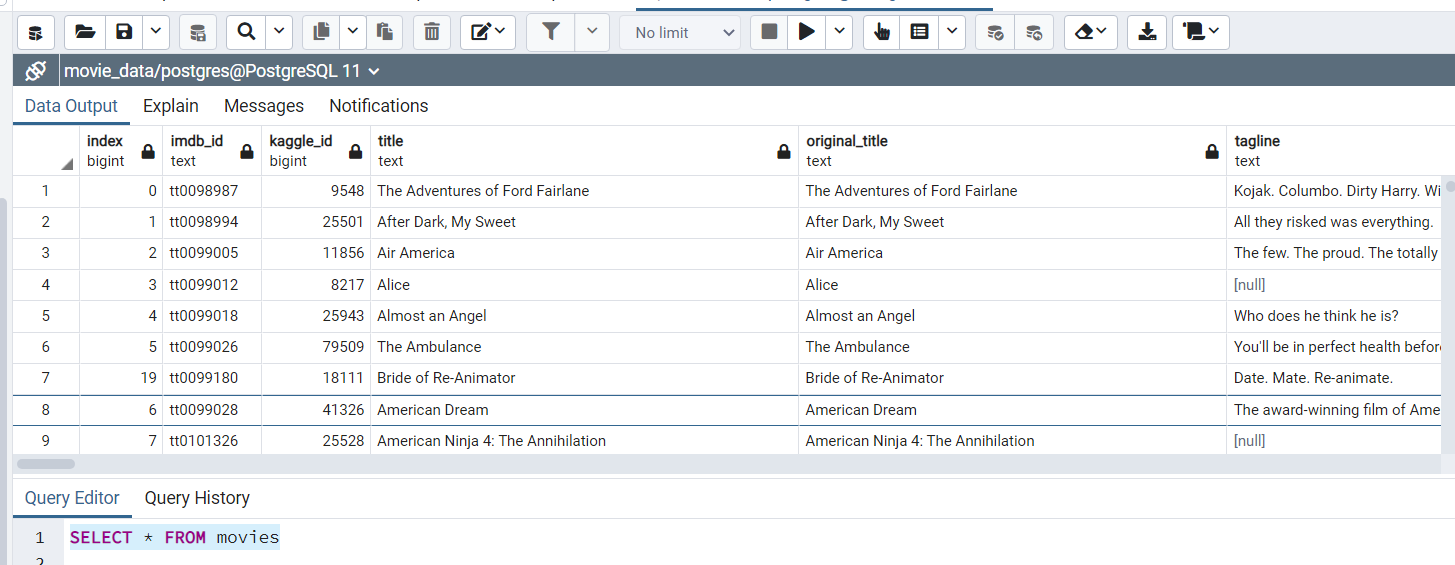 No limit
movie_data/postgres@PostgreSQL 11
Data Output Explain Messages Notifications
index imdb_id kaggle_id title original_title tagline
bigint text bigint text text text
1 0 tt0098987 9548 The Adventures of Ford Fairlane The Adventures of Ford Fairlane Kojak. Columbo. Dirty Harry. Wi
2 1 tt0098994 25501 After Dark, My Sweet After Dark, My Sweet All they risked was everything.
3 2 tt0099005 11856 Air America Air America The few. The proud. The totally
4 3 tt0099012 8217 Alice Alice [null]
5 4 tt0099018 25943 Almost an Angel Almost an Angel Who does he think he is?
6 5 tt0099026 79509 The Ambulance The Ambulance You'll be in perfect health before
7 19 tt0099180 18111 Bride of Re-Animator Bride of Re-Animator Date. Mate. Re-animate.
8 6 tt0099028 41326 American Dream American Dream The award-winning film of Ame
9 7 tt0101326 25528 American Ninja 4: The Annihilation American Ninja 4: The Annihilation [null]
Query Editor Query History
1 SELECT * FROM movies
2